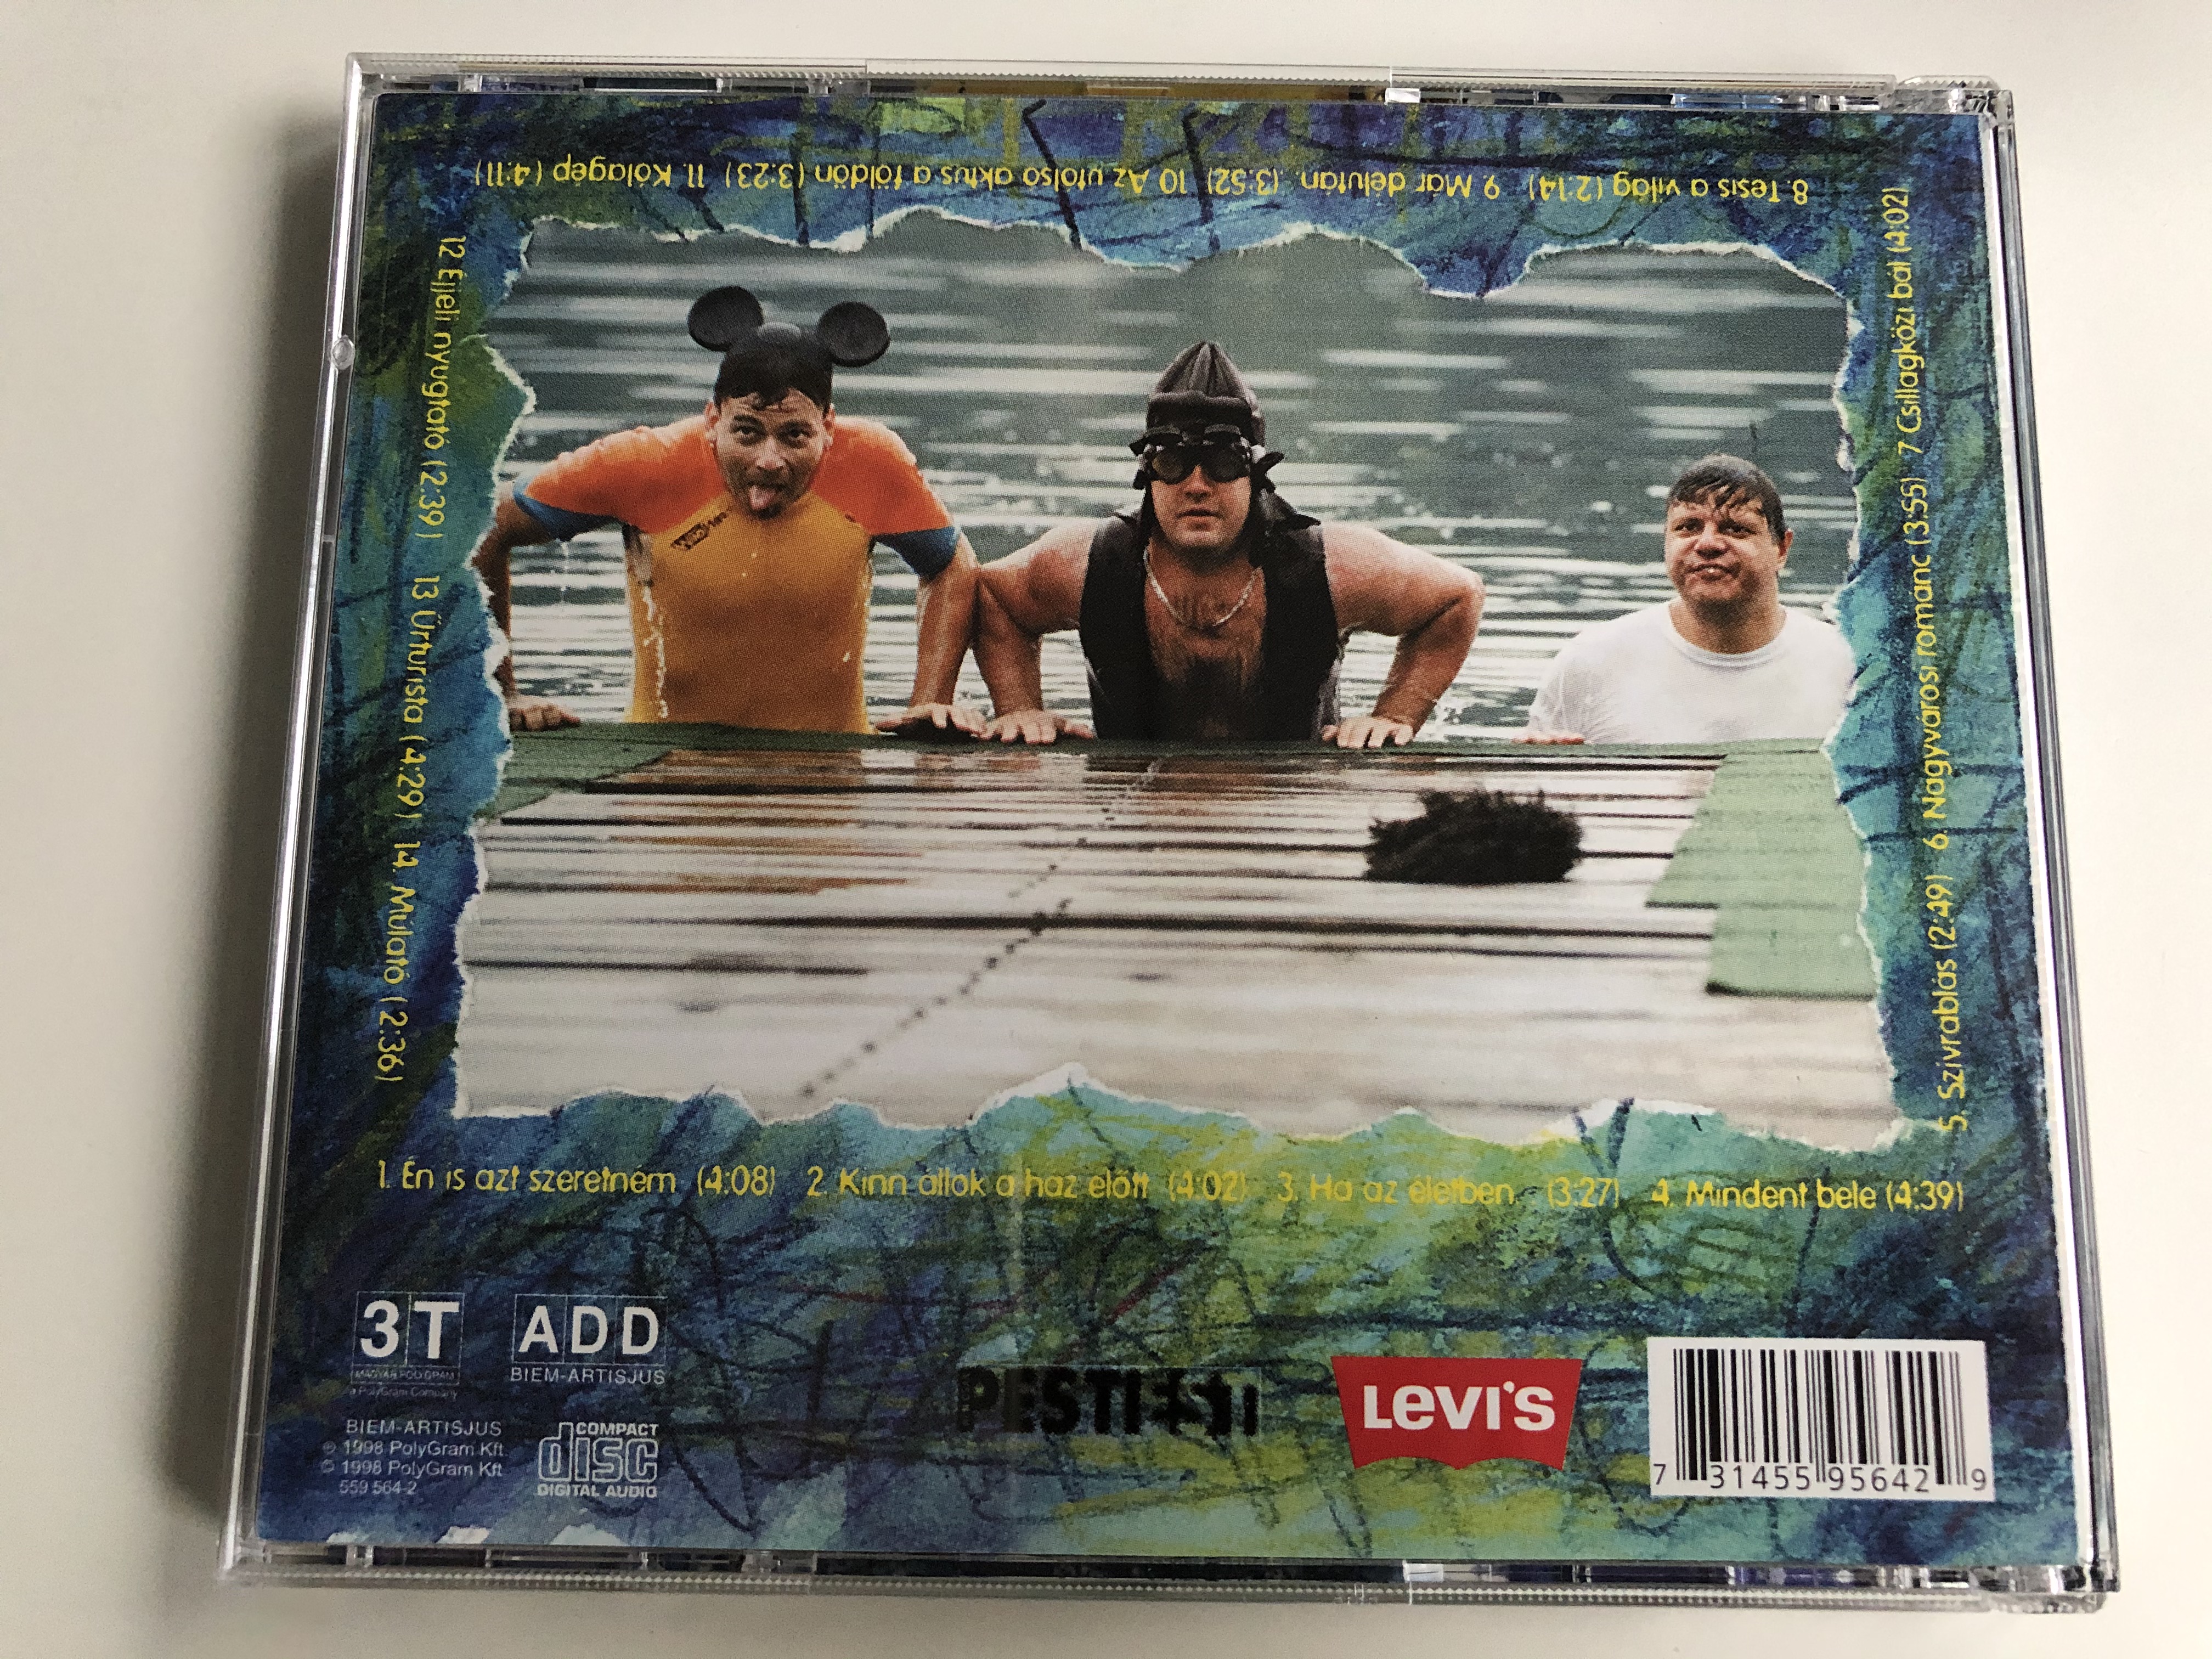 1. Én is azt szeretném (4:08) 2. Kinn állok a ház előtt (4:02) 3. Ha az életben (3:27) 4. Mindent bele (4:39)
5. Szívrablás (2:49) 6. Nagyvárosi románc (3:55) 7 Csillagközi bál (4:02)
8. Tesis a világ (2:14) 9 Már délután. (3:52) 10 Az utolsó aktus a földön (3:23) 11. Kólagép (4:11)
12 Éjjeli nyugtató (2:39) 13 Űrturista (4:29) 14. Mulató (2:36)
3T
MAGYAR POLYGRAM
a PolyGram Company
ADD
BIEM-ARTISJUS
BIEM-ARTISJUS
℗ 1998 PolyGram Kft.
© 1998 PolyGram Kft.
559 564-2
COMPACT
disc
DIGITAL AUDIO
PESTI
LEVI'S
7 31455 95642 9